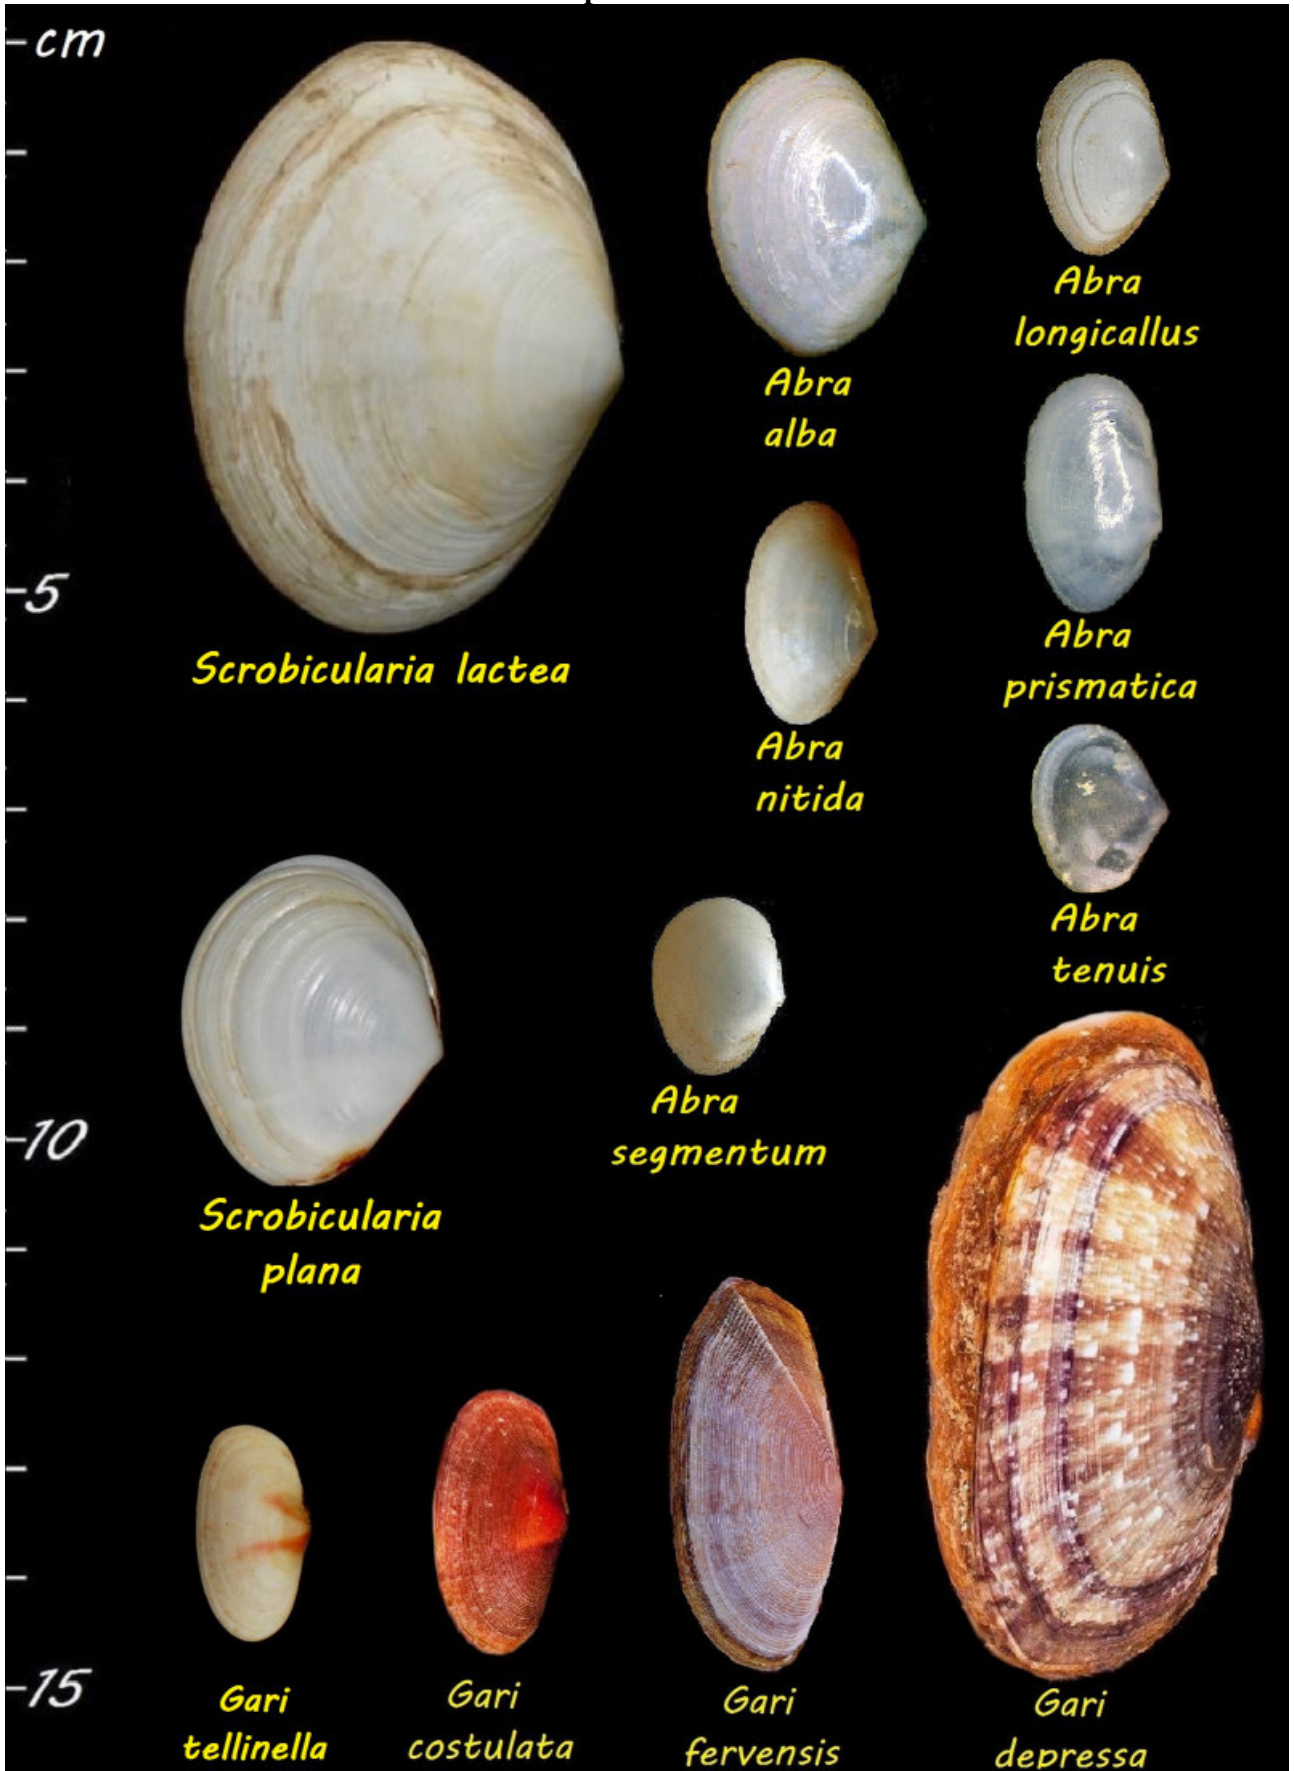 cm
Abra
longicallus
Abra
alba
5
Scrobicularia lactea
Abra
prismatica
Abra
nitida
Abra
tenuis
Abra
segmentum
10
Scrobicularia
plana
15
Gari
tellinella
Gari
costulata
Gari
fervensis
Gari
depressa